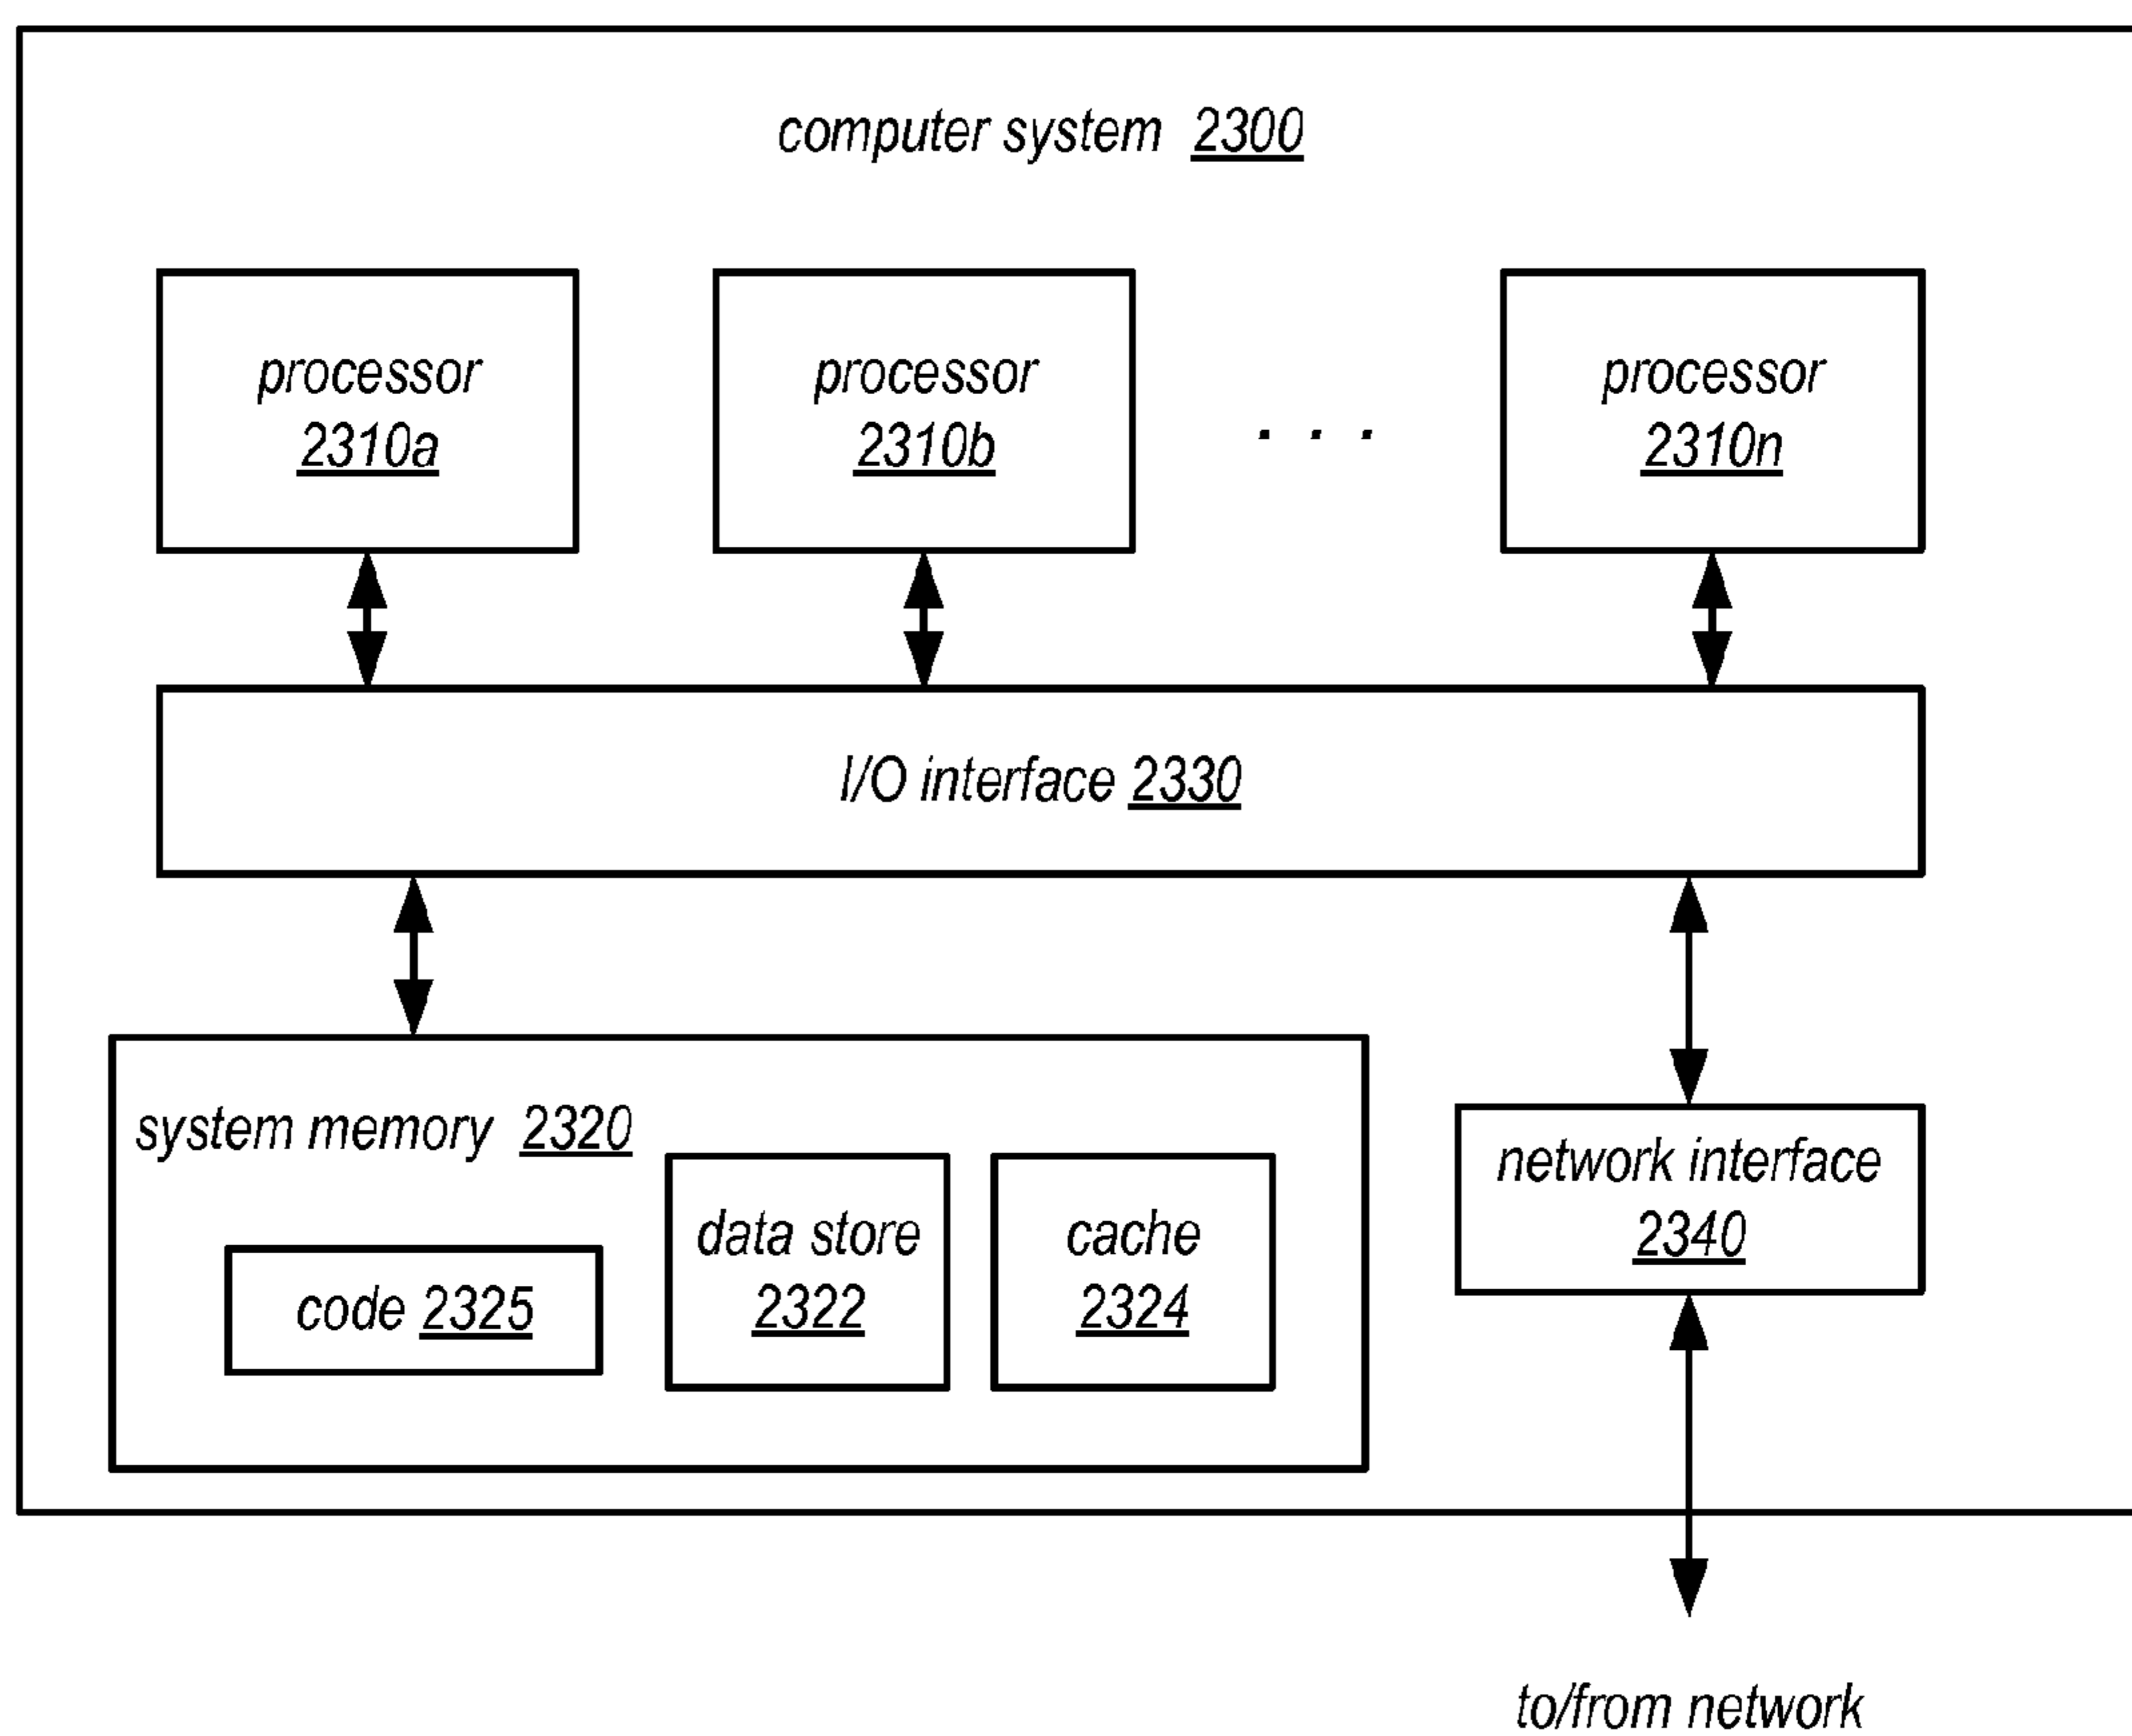 computer system 2300
processor
2310a
processor
2310b
. . .
processor
2310n
I/O interface 2330
system memory 2320
code 2325
data store
2322
cache
2324
network interface
2340
to/from network